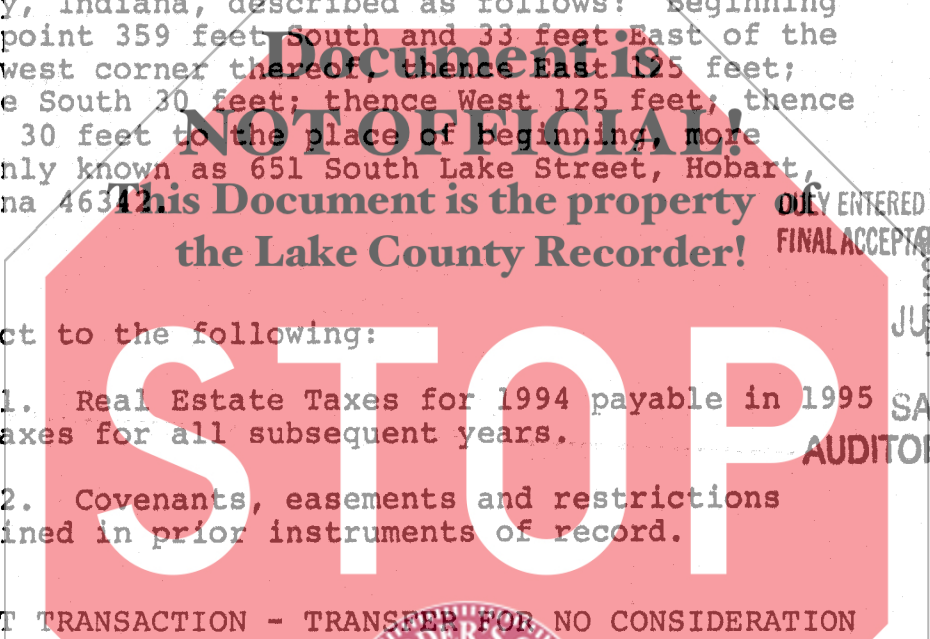 y, Indiana, described as follows: Beginning
point 359 feet South and 33 feet East of the
Document is
west corner thereof, thence East 125 feet;
e South 30 feet; thence West 125 feet; thence
NOT OFFICIAL!
30 feet to the place of beginning, more
nly known as 651 South Lake Street, Hobart,
na 46342.
This Document is the property of
the Lake County Recorder!
ENTERED
FINAL ACCEPTA
ct to the following:
JU
STOP
1. Real Estate Taxes for 1994 payable in 1995
SA
axes for all subsequent years.
AUDITO
2. Covenants, easements and restrictions
ined in prior instruments of record.
T TRANSACTION - TRANSFER FOR NO CONSIDERATION
DER'S